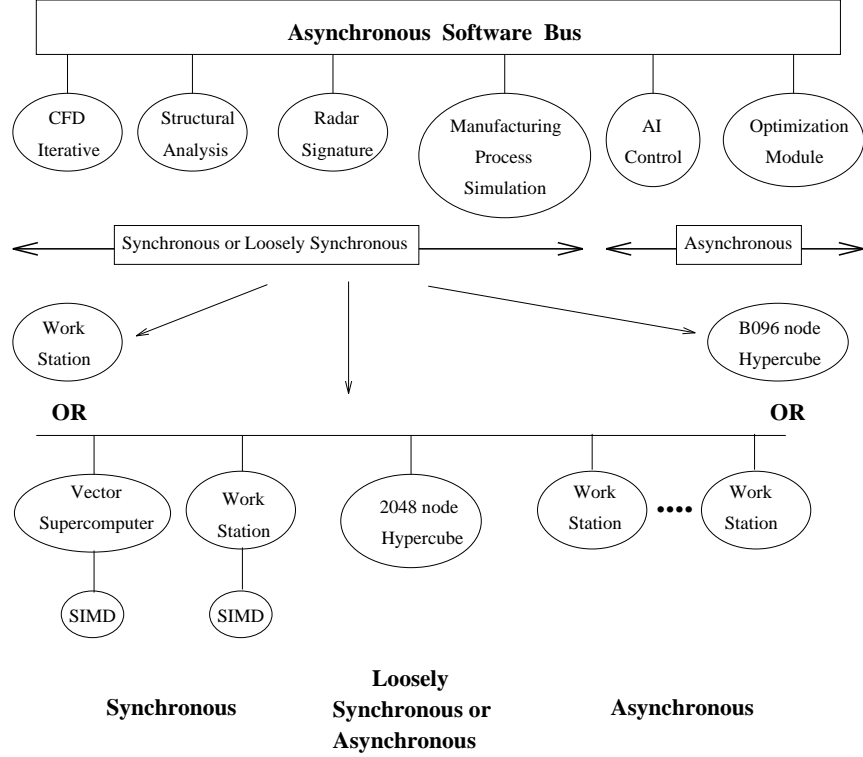 Asynchronous Software Bus
CFD
Iterative
Structural
Analysis
Radar
Signature
Manufacturing
Process
Simulation
AI
Control
Optimization
Module
Synchronous or Loosely Synchronous
Asynchronous
Work
Station
B096 node
Hypercube
OR
OR
Vector
Supercomputer
Work
Station
2048 node
Hypercube
Work
Station
Work
Station
SIMD
SIMD
Synchronous
Loosely
Synchronous or
Asynchronous
Asynchronous